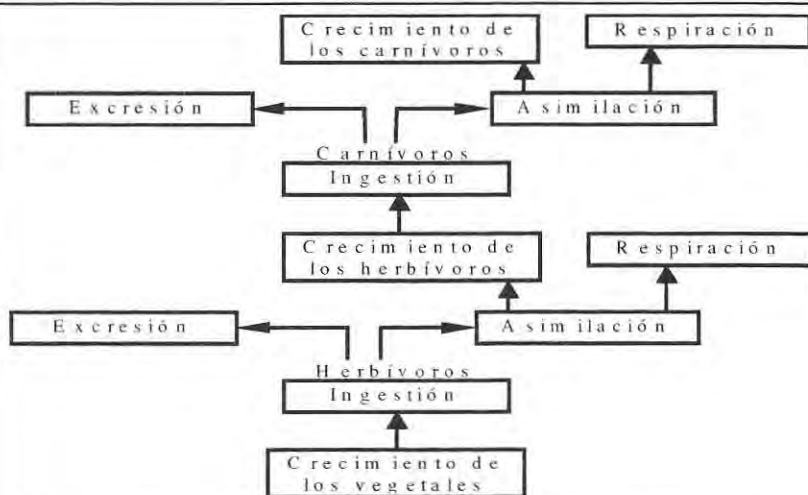 Crecimiento de
los carnívoros
Respiración
Excresión
Asimilación
Carnívoros
Ingestión
Crecimiento de
los herbívoros
Respiración
Excresión
Asimilación
Herbívoros
Ingestión
Crecimiento de
los vegetales